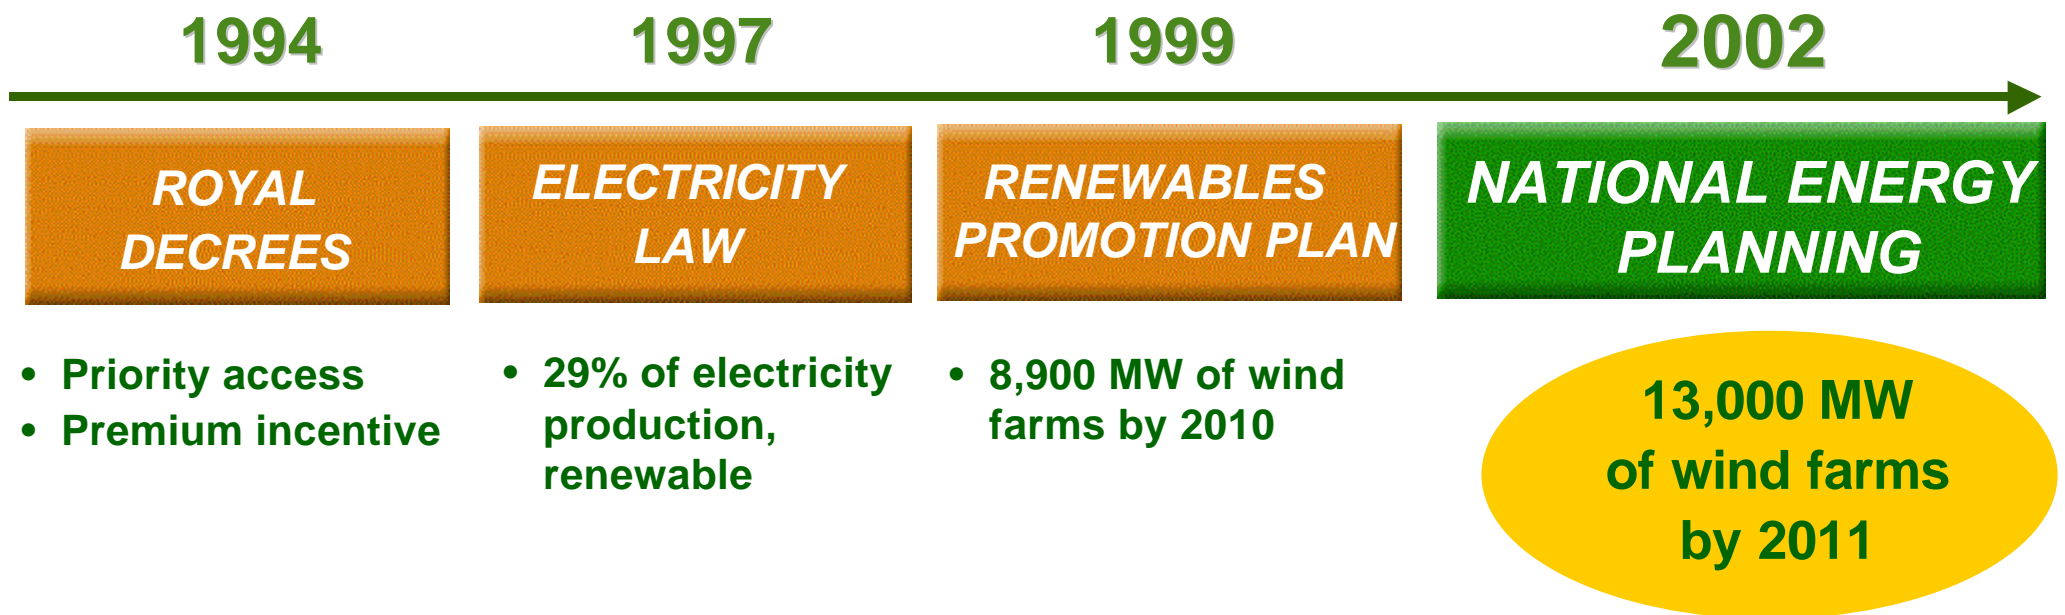 1994
1997
1999
2002
ROYAL
DECREES
ELECTRICITY
LAW
RENEWABLES
PROMOTION PLAN
NATIONAL ENERGY
PLANNING
• Priority access
• Premium incentive
• 29% of electricity
production,
renewable
• 8,900 MW of wind
farms by 2010
13,000 MW
of wind farms
by 2011